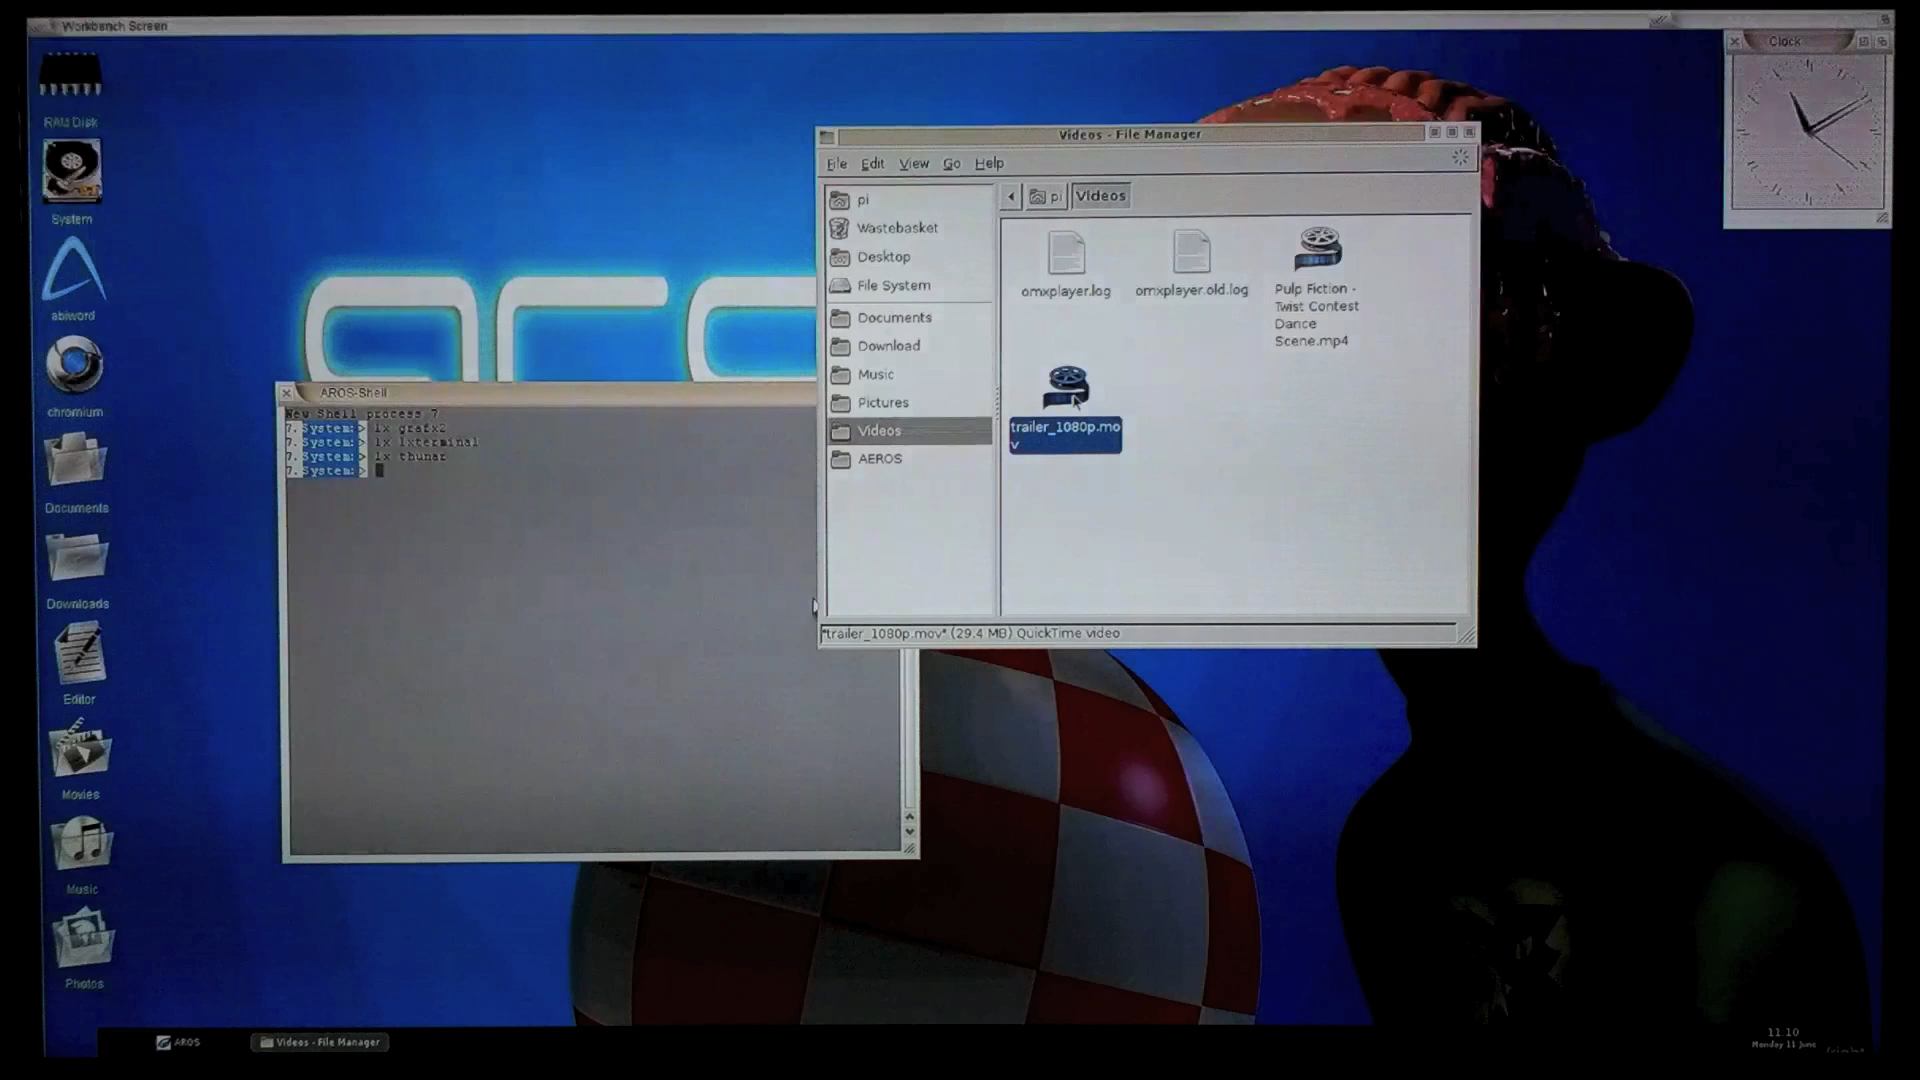 Workbench Screen
Clock
RAM Disk
System
abiword
chromium
Documents
Downloads
Editor
Movies
Music
Photos
AROS-Shell
New Shell process 7
7.System:> lx grafx2
7.System:> lx lxterminal
7.System:> lx thunar
7.System:>
Videos - File Manager
File Edit View Go Help
pi
Wastebasket
Desktop
File System
Documents
Download
Music
Pictures
Videos
AEROS
pi Videos
omxplayer.log
omxplayer.old.log
Pulp Fiction -
Twist Contest
Dance
Scene.mp4
trailer_1080p.mo
v
"trailer_1080p.mov" (29.4 MB) QuickTime video
AROS
Videos - File Manager
11.10
Monday 11 June